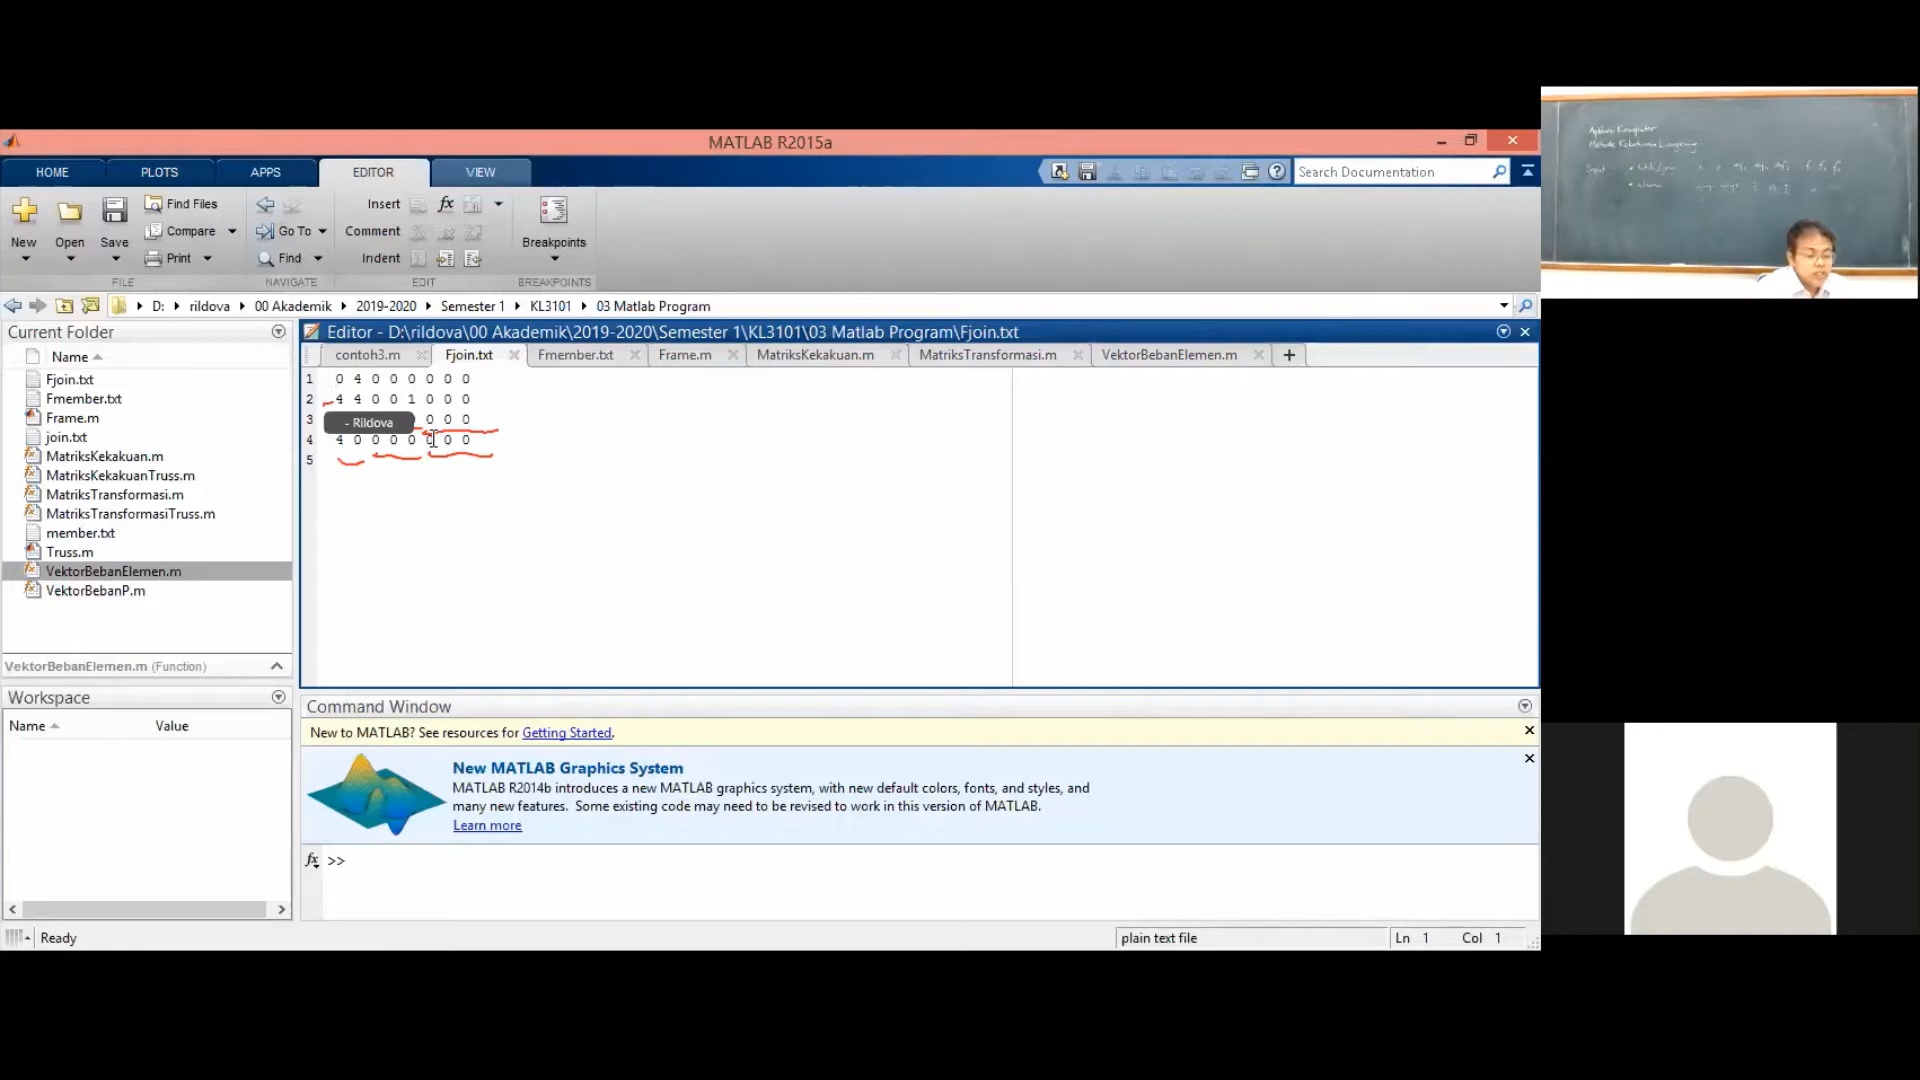 MATLAB R2015a
HOME PLOTS APPS EDITOR VIEW
Search Documentation
New Open Save
Find Files
Compare
Print
Go To
Find
Insert
Comment
Indent
fx
Breakpoints
FILE NAVIGATE EDIT BREAKPOINTS
D: rildova 00 Akademik 2019-2020 Semester 1 KL3101 03 Matlab Program
Current Folder
Name
Fjoin.txt
Fmember.txt
Frame.m
join.txt
MatriksKekakuan.m
MatriksKekakuanTruss.m
MatriksTransformasi.m
MatriksTransformasiTruss.m
member.txt
Truss.m
VektorBebanElemen.m
VektorBebanP.m
VektorBebanElemen.m (Function)
Workspace
Name Value
Editor - D:\rildova\00 Akademik\2019-2020\Semester 1\KL3101\03 Matlab Program\Fjoin.txt
contoh3.m Fjoin.txt Fmember.txt Frame.m MatriksKekakuan.m MatriksTransformasi.m VektorBebanElemen.m
1 0 4 0 0 0 0 0 0
2 4 4 0 0 1 0 0 0
3 0 0 0
- Rildova
4 4 0 0 0 0 0 0 0
5
Command Window
New to MATLAB? See resources for Getting Started.
New MATLAB Graphics System
MATLAB R2014b introduces a new MATLAB graphics system, with new default colors, fonts, and styles, and
many new features. Some existing code may need to be revised to work in this version of MATLAB.
Learn more
fx >>
Ready
plain text file
Ln 1 Col 1
Aplikasi Komputer
Metode Kekakuan Langsung
Input